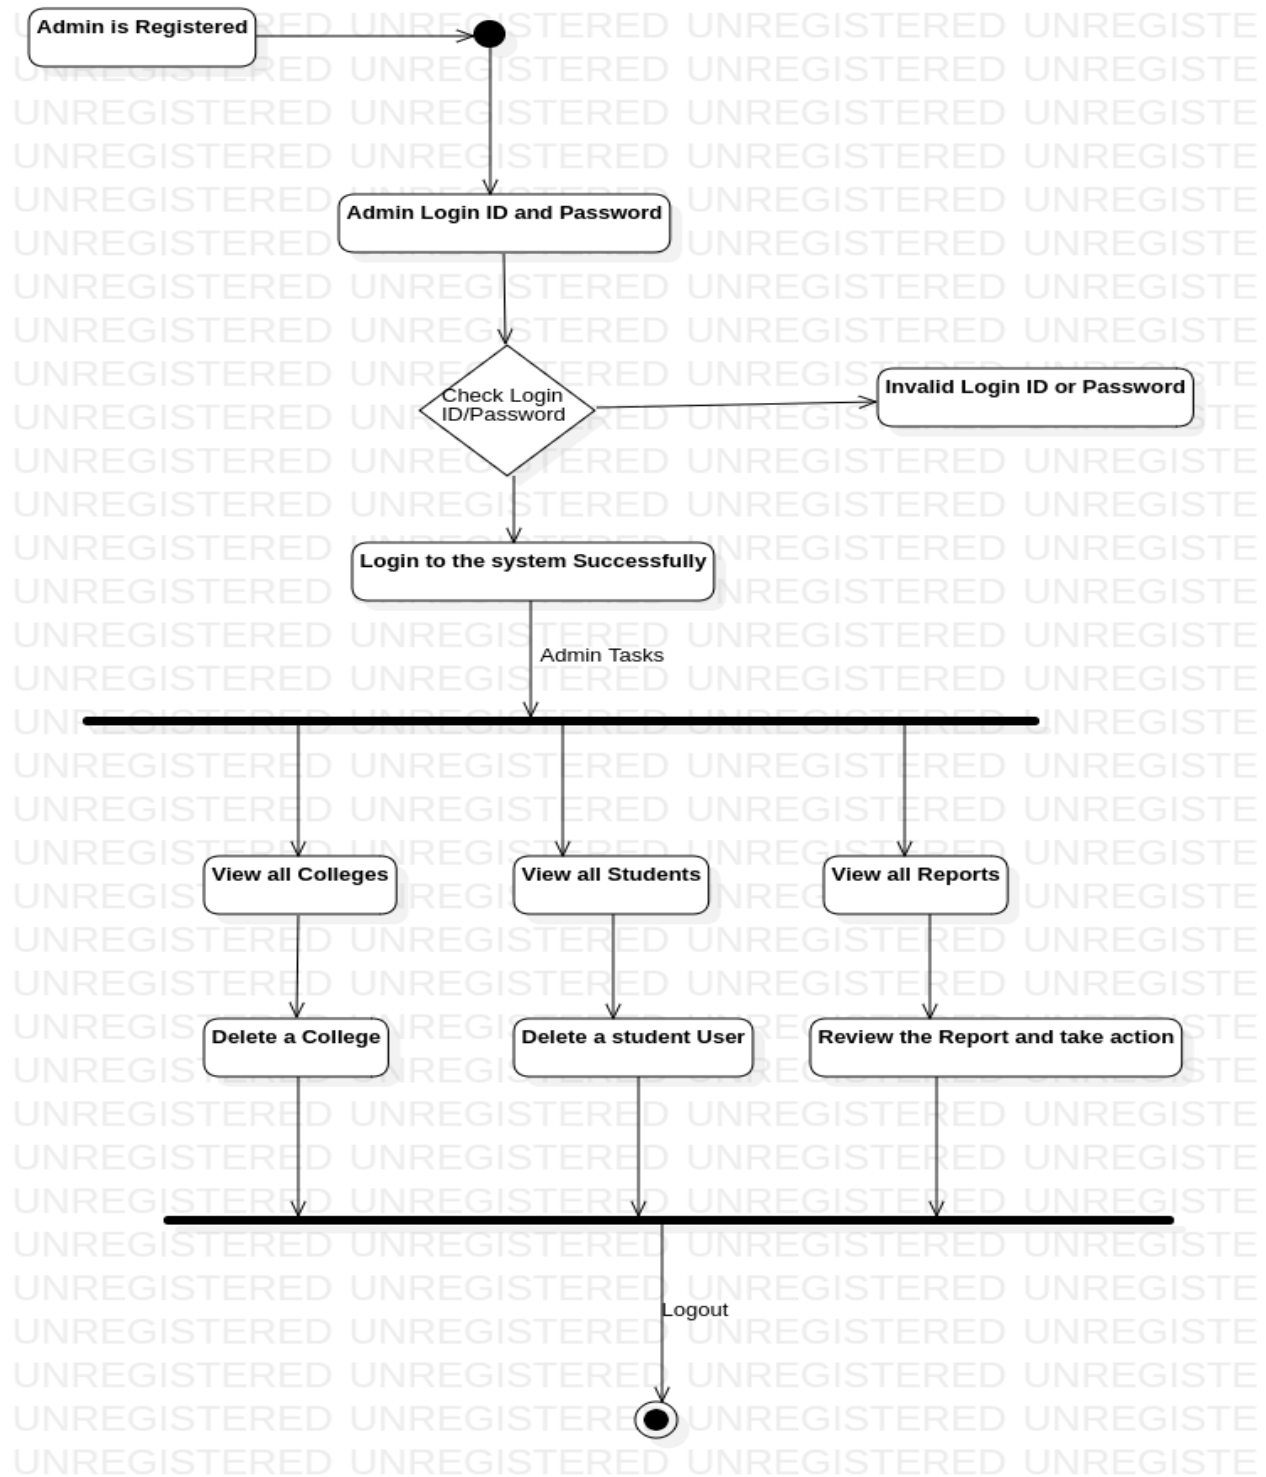 Admin is Registered
Admin Login ID and Password
Check Login
ID/Password
Invalid Login ID or Password
Login to the system Successfully
Admin Tasks
View all Colleges
View all Students
View all Reports
Delete a College
Delete a student User
Review the Report and take action
Logout
UNREGISTERED